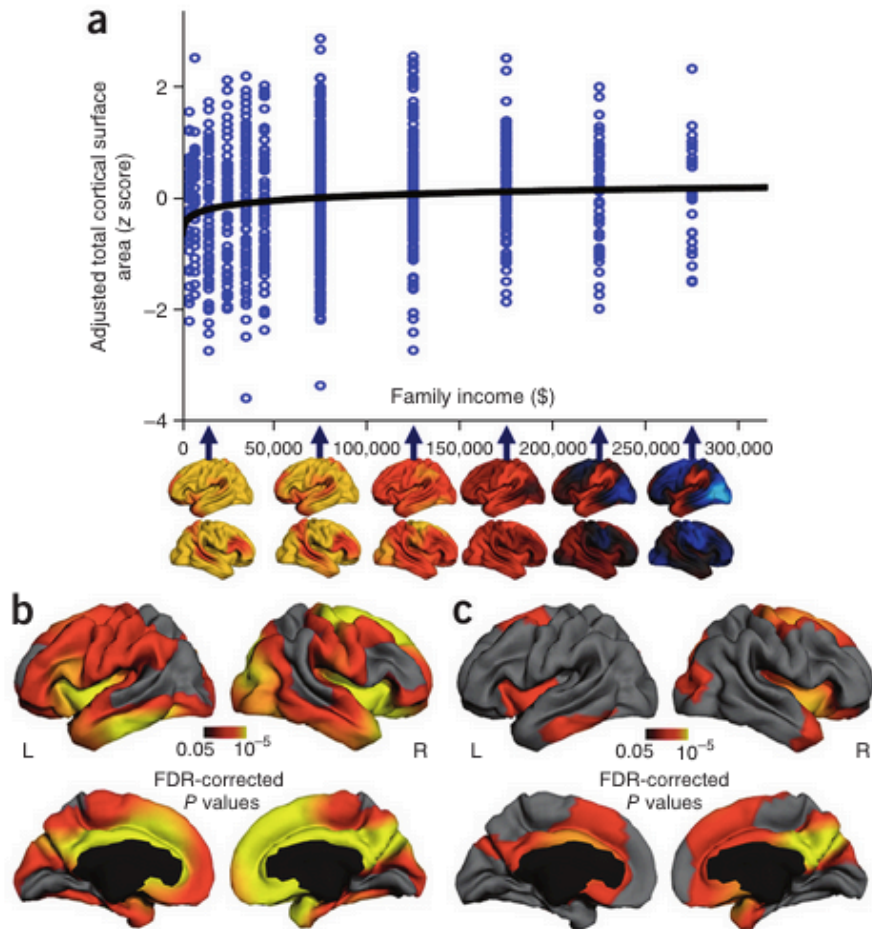 a
2
0
−2
−4
Adjusted total cortical surface
area (z score)
Family income ($)
0 50,000 100,000 150,000 200,000 250,000 300,000
b
c
L
0.05 10⁻⁵
R
FDR-corrected
P values
L
0.05 10⁻⁵
R
FDR-corrected
P values